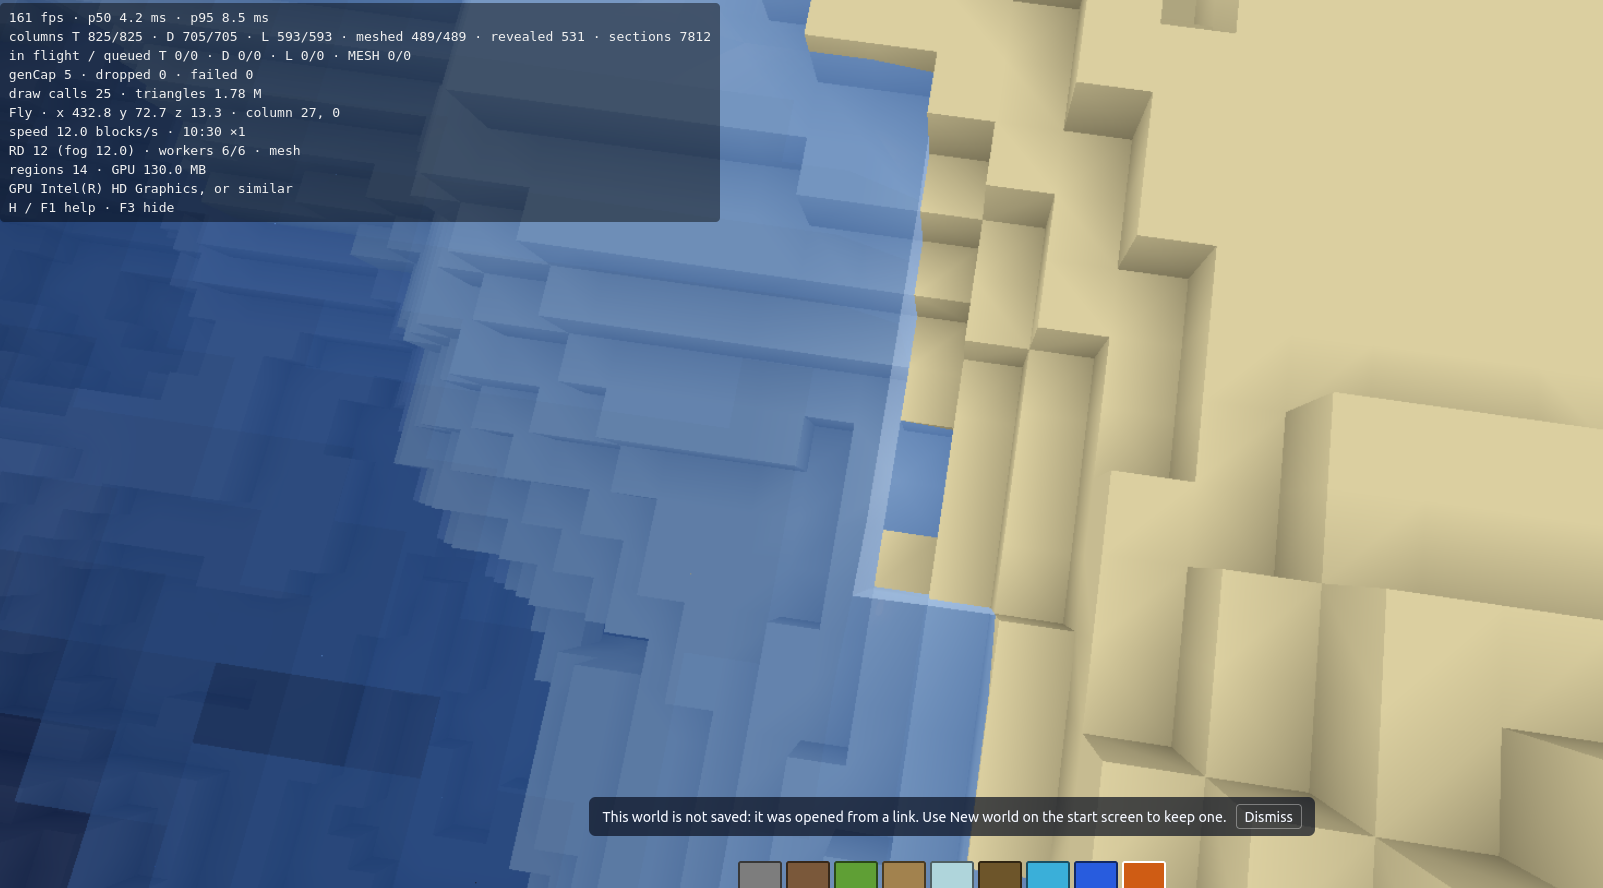 161 fps · p50 4.2 ms · p95 8.5 ms
columns T 825/825 · D 705/705 · L 593/593 · meshed 489/489 · revealed 531 · sections 7812
in flight / queued T 0/0 · D 0/0 · L 0/0 · MESH 0/0
genCap 5 · dropped 0 · failed 0
draw calls 25 · triangles 1.78 M
Fly · x 432.8 y 72.7 z 13.3 · column 27, 0
speed 12.0 blocks/s · 10:30 ×1
RD 12 (fog 12.0) · workers 6/6 · mesh
regions 14 · GPU 130.0 MB
GPU Intel(R) HD Graphics, or similar
H / F1 help · F3 hide
This world is not saved: it was opened from a link. Use New world on the start screen to keep one. Dismiss